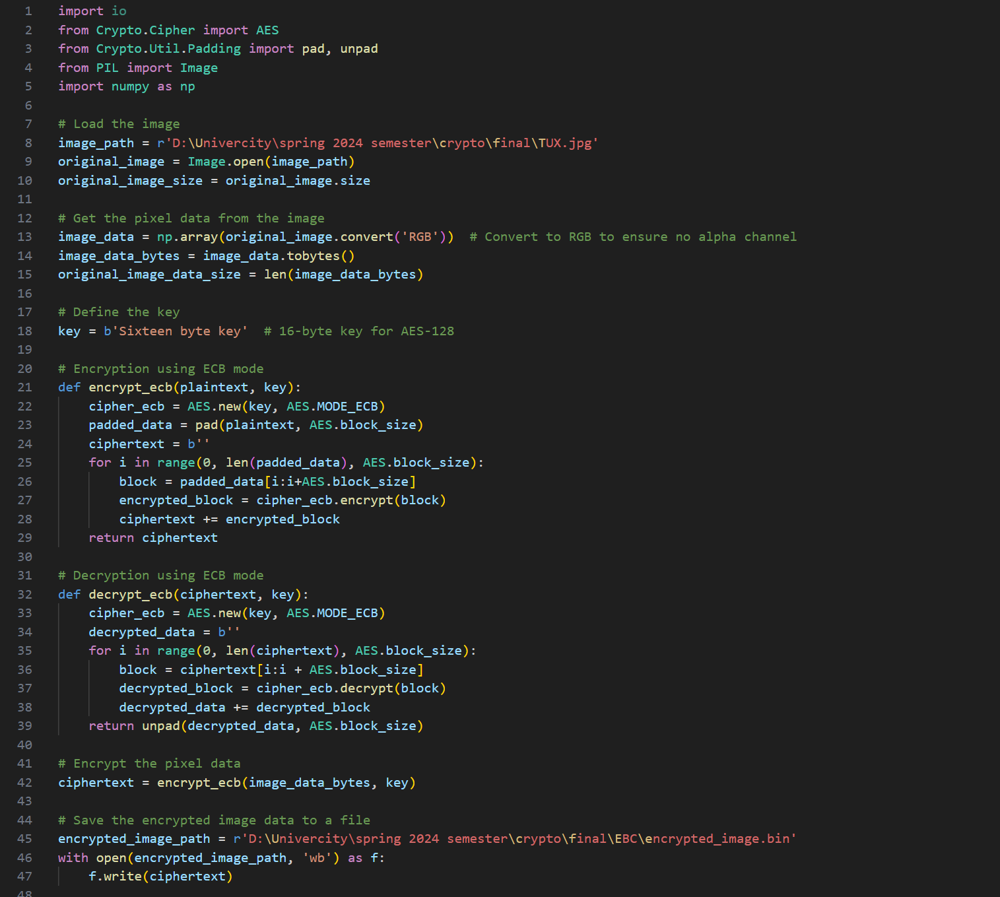 1 import io
2 from Crypto.Cipher import AES
3 from Crypto.Util.Padding import pad, unpad
4 from PIL import Image
5 import numpy as np
6
7 # Load the image
8 image_path = r'D:\Univercity\spring 2024 semester\crypto\final\TUX.jpg'
9 original_image = Image.open(image_path)
10 original_image_size = original_image.size
11
12 # Get the pixel data from the image
13 image_data = np.array(original_image.convert('RGB'))  # Convert to RGB to ensure no alpha channel
14 image_data_bytes = image_data.tobytes()
15 original_image_data_size = len(image_data_bytes)
16
17 # Define the key
18 key = b'Sixteen byte key'  # 16-byte key for AES-128
19
20 # Encryption using ECB mode
21 def encrypt_ecb(plaintext, key):
22     cipher_ecb = AES.new(key, AES.MODE_ECB)
23     padded_data = pad(plaintext, AES.block_size)
24     ciphertext = b''
25     for i in range(0, len(padded_data), AES.block_size):
26         block = padded_data[i:i+AES.block_size]
27         encrypted_block = cipher_ecb.encrypt(block)
28         ciphertext += encrypted_block
29     return ciphertext
30
31 # Decryption using ECB mode
32 def decrypt_ecb(ciphertext, key):
33     cipher_ecb = AES.new(key, AES.MODE_ECB)
34     decrypted_data = b''
35     for i in range(0, len(ciphertext), AES.block_size):
36         block = ciphertext[i:i + AES.block_size]
37         decrypted_block = cipher_ecb.decrypt(block)
38         decrypted_data += decrypted_block
39     return unpad(decrypted_data, AES.block_size)
40
41 # Encrypt the pixel data
42 ciphertext = encrypt_ecb(image_data_bytes, key)
43
44 # Save the encrypted image data to a file
45 encrypted_image_path = r'D:\Univercity\spring 2024 semester\crypto\final\EBC\encrypted_image.bin'
46 with open(encrypted_image_path, 'wb') as f:
47     f.write(ciphertext)
48